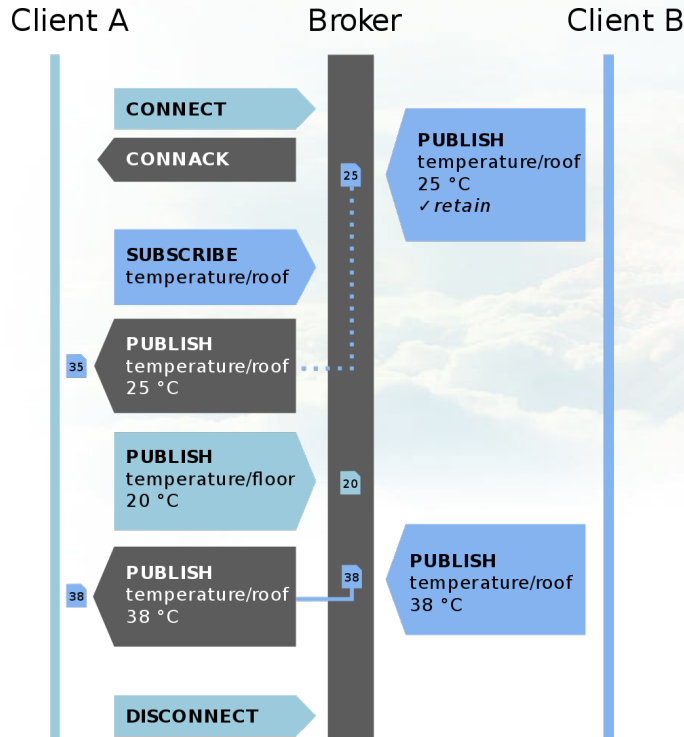 Client A
Broker
Client B
CONNECT
CONNACK
PUBLISH
temperature/roof
25 °C
✓retain
25
SUBSCRIBE
temperature/roof
PUBLISH
temperature/roof
25 °C
35
PUBLISH
temperature/floor
20 °C
20
PUBLISH
temperature/roof
38 °C
38
PUBLISH
temperature/roof
38 °C
38
DISCONNECT